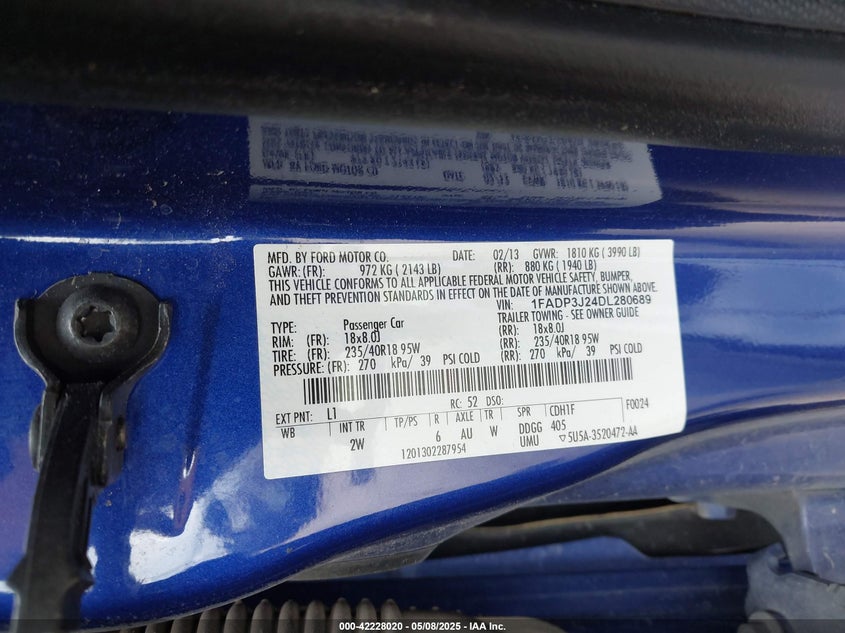 MFD. BY FORD MOTOR CO. DATE: 02/13 GVWR: 1810 KG ( 3990 LB)
GAWR: (FR): 972 KG ( 2143 LB) (RR): 880 KG ( 1940 LB)
THIS VEHICLE CONFORMS TO ALL APPLICABLE FEDERAL MOTOR VEHICLE SAFETY, BUMPER,
AND THEFT PREVENTION STANDARDS IN EFFECT ON THE DATE OF MANUFACTURE SHOWN ABOVE.
VIN: 1FADP3J24DL280689
TYPE: Passenger Car TRAILER TOWING - SEE OWNER GUIDE
RIM: (FR): 18x8.0J (RR): 18x8.0J
TIRE: (FR): 235/40R18 95W (RR): 235/40R18 95W
PRESSURE: (FR): 270 kPa/ 39 PSI COLD (RR): 270 kPa/ 39 PSI COLD
EXT PNT: L1 RC: 52 DSO: F0024
WB INT TR TP/PS R AXLE TR SPR CDH1F
2W 6 AU W DDGG 405
1201302287954 UMU ▽5U5A-3520472-AA
000-42228020 - 05/08/2025 - IAA Inc.